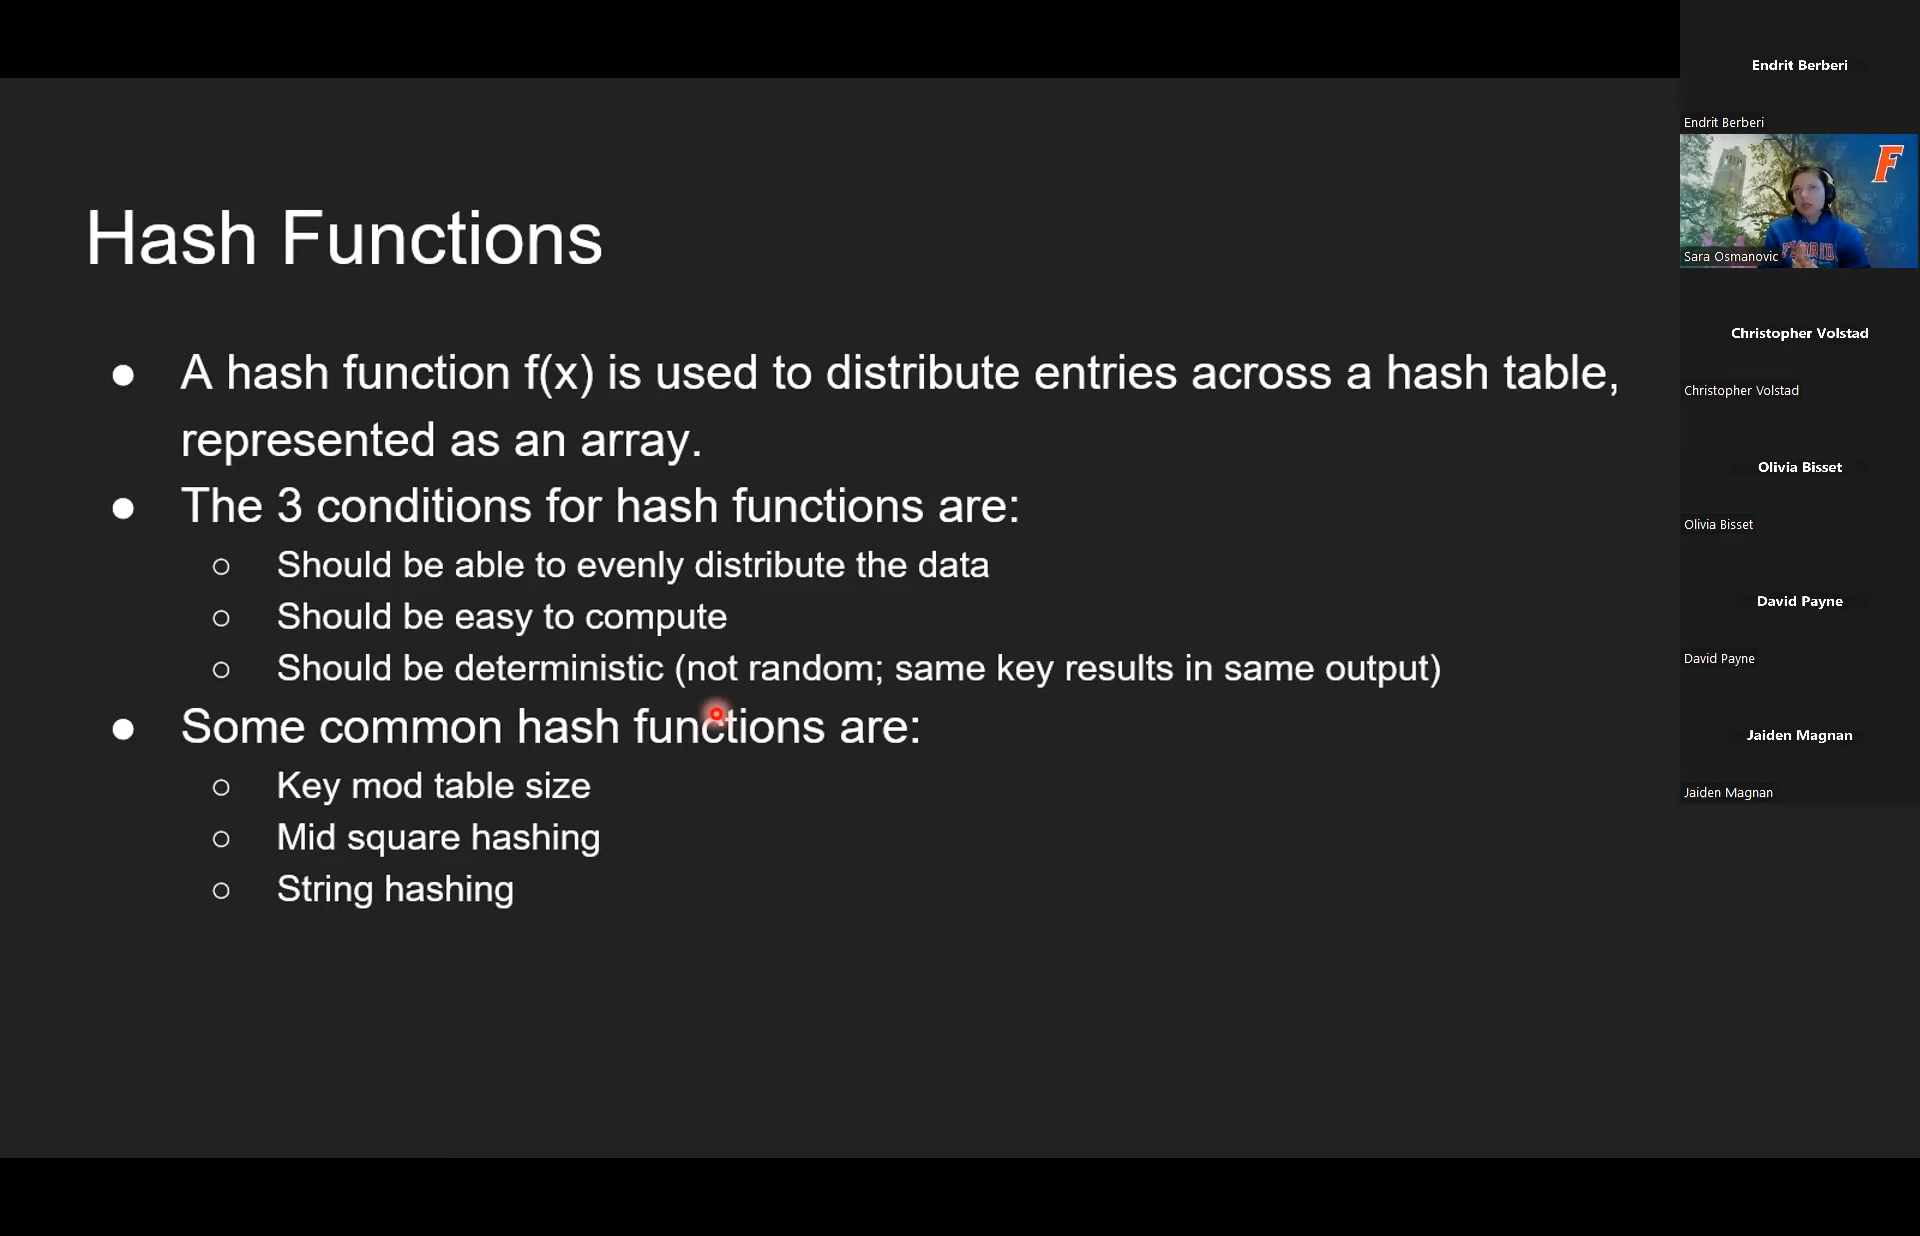 Hash Functions
● A hash function f(x) is used to distribute entries across a hash table,
represented as an array.
● The 3 conditions for hash functions are:
○ Should be able to evenly distribute the data
○ Should be easy to compute
○ Should be deterministic (not random; same key results in same output)
● Some common hash functions are:
○ Key mod table size
○ Mid square hashing
○ String hashing
Endrit Berberi
Endrit Berberi
F
FLORIDA
Sara Osmanovic
Christopher Volstad
Christopher Volstad
Olivia Bisset
Olivia Bisset
David Payne
David Payne
Jaiden Magnan
Jaiden Magnan